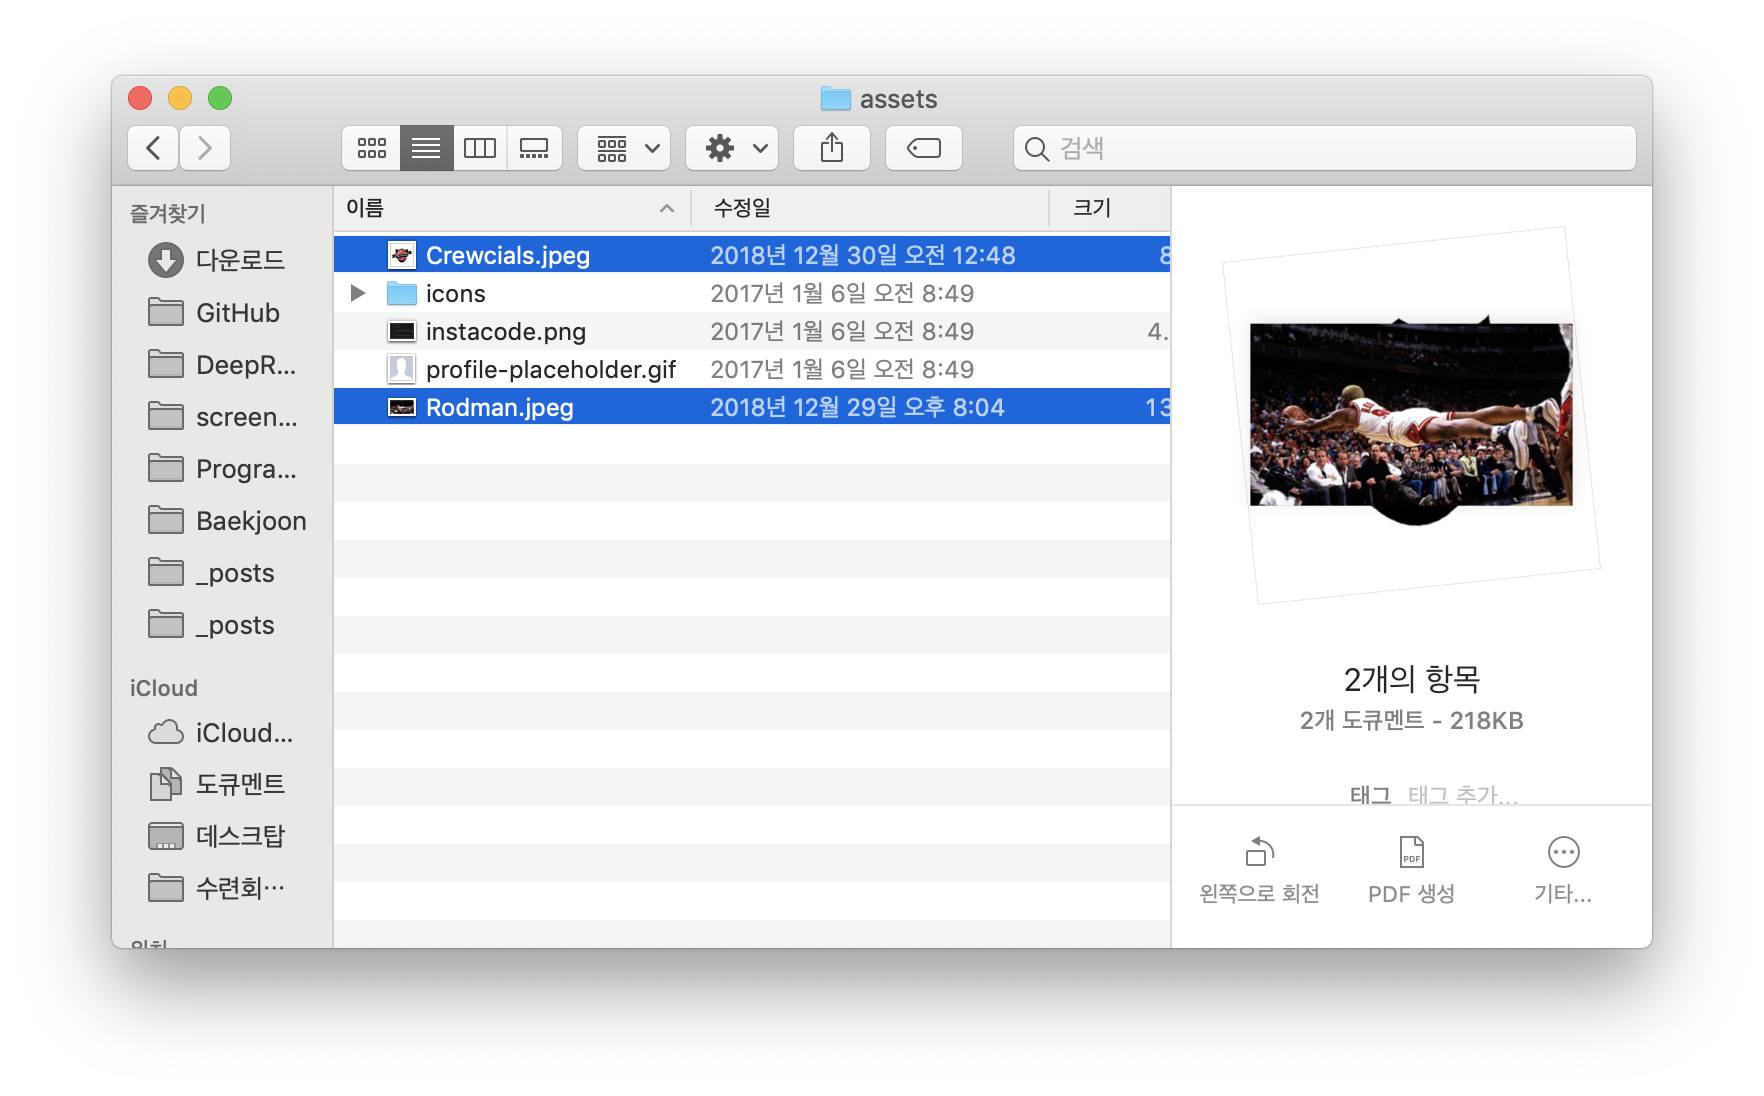 assets
검색
즐겨찾기
다운로드
GitHub
DeepR...
screen...
Progra...
Baekjoon
_posts
_posts
iCloud
iCloud...
도큐멘트
데스크탑
수련회...
이름 수정일 크기
Crewcials.jpeg 2018년 12월 30일 오전 12:48 8
icons 2017년 1월 6일 오전 8:49
instacode.png 2017년 1월 6일 오전 8:49 4.
profile-placeholder.gif 2017년 1월 6일 오전 8:49
Rodman.jpeg 2018년 12월 29일 오후 8:04 13
2개의 항목
2개 도큐멘트 - 218KB
태그 태그 추가...
PDF
왼쪽으로 회전 PDF 생성 기타...